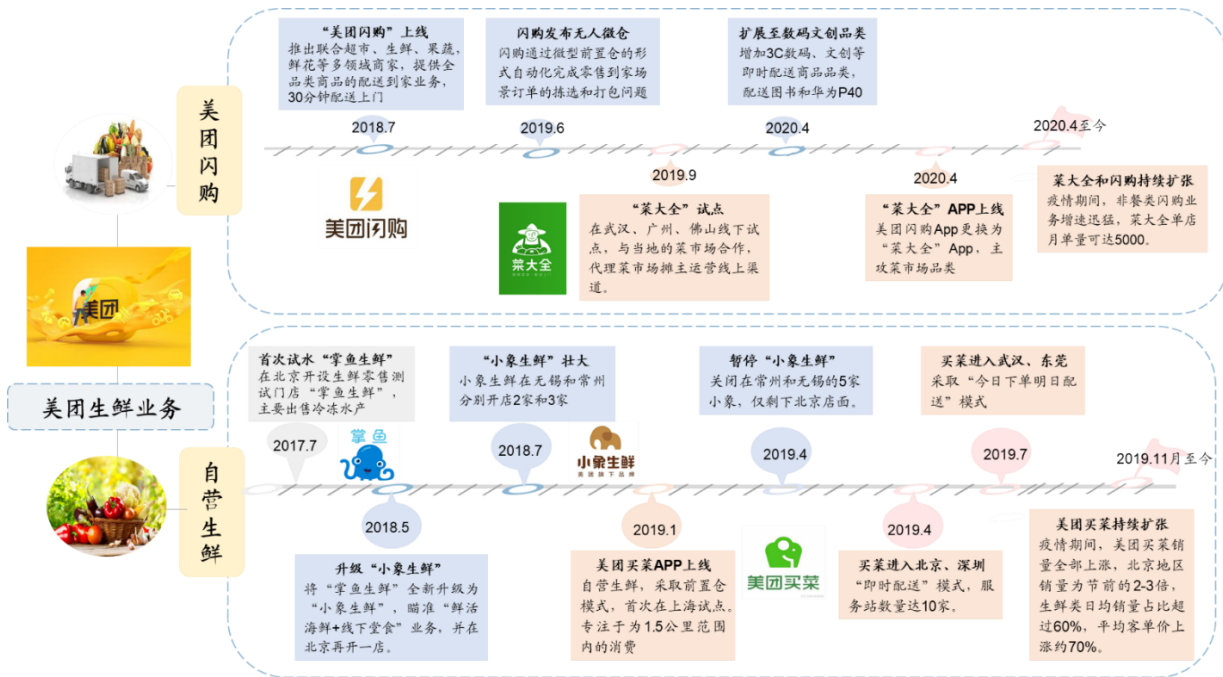 “美团闪购”上线
推出联合超市、生鲜、果蔬，
鲜花等多领域商家，提供全
品类商品的配送到家业务，
30分钟配送上门
闪购发布无人微仓
闪购通过微型前置仓的形
式自动化完成零售到家场
景订单的拣选和打包问题
扩展至数码文创品类
增加3C数码、文创等
即时配送商品品类，
配送图书和华为P40
美团闪购
2018.7
2019.6
2020.4
2020.4至今
2019.9
2020.4
美团闪购
菜大全
“菜大全”试点
在武汉、广州、佛山线下试
点，与当地的菜市场合作，
代理菜市场摊主运营线上渠
道。
“菜大全”APP上线
美团闪购App更换为
“菜大全”App，主
攻菜市场品类
菜大全和闪购持续扩张
疫情期间，非餐类闪购业
务增速迅猛，菜大全单店
月单量可达5000。
美团
美团生鲜业务
首次试水“掌鱼生鲜”
在北京开设生鲜零售测
试门店“掌鱼生鲜”，
主要出售冷冻水产
“小象生鲜”壮大
小象生鲜在无锡和常州
分别开店2家和3家
暂停“小象生鲜”
关闭在常州和无锡的5家
小象，仅剩下北京店面。
买菜进入武汉、东莞
采取“今日下单明日配
送”模式
自营生鲜
2017.7
掌鱼
2018.7
小象生鲜
美团旗下品牌
2019.4
2019.7
2019.11月至今
2018.5
2019.1
2019.4
升级“小象生鲜”
将“掌鱼生鲜”全新升级为
“小象生鲜”，瞄准“鲜活
海鲜+线下堂食”业务，并在
北京再开一店。
美团买菜APP上线
自营生鲜，采取前置仓
模式，首次在上海试点。
专注于为1.5公里范围
内的消费
美团买菜
买菜进入北京、深圳
“即时配送”模式，服
务站数量达10家。
美团买菜持续扩张
疫情期间，美团买菜销
量全部上涨，北京地区
销量为节前的2-3倍，
生鲜类日均销量占比超
过60%，平均客单价上
涨约70%。